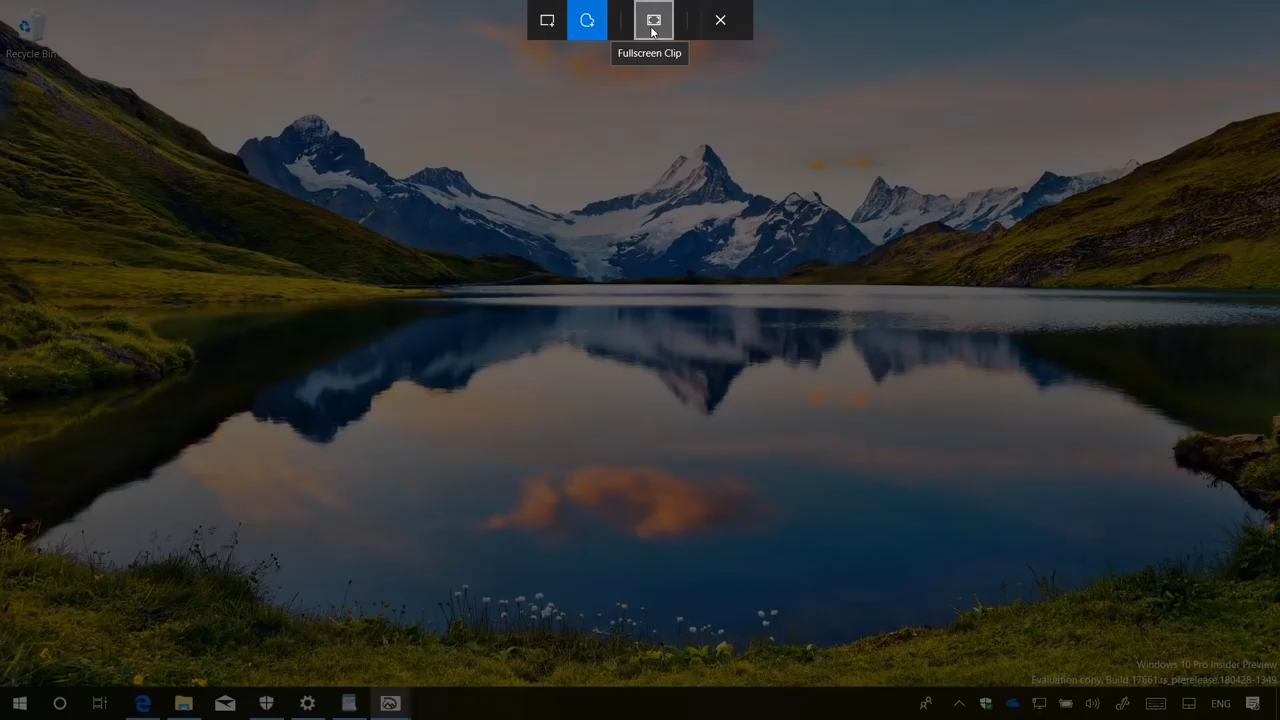 Recycle Bin
Fullscreen Clip
Windows 10 Pro Insider Preview
Evaluation copy. Build 17661.rs_prerelease.180428-1349
ENG